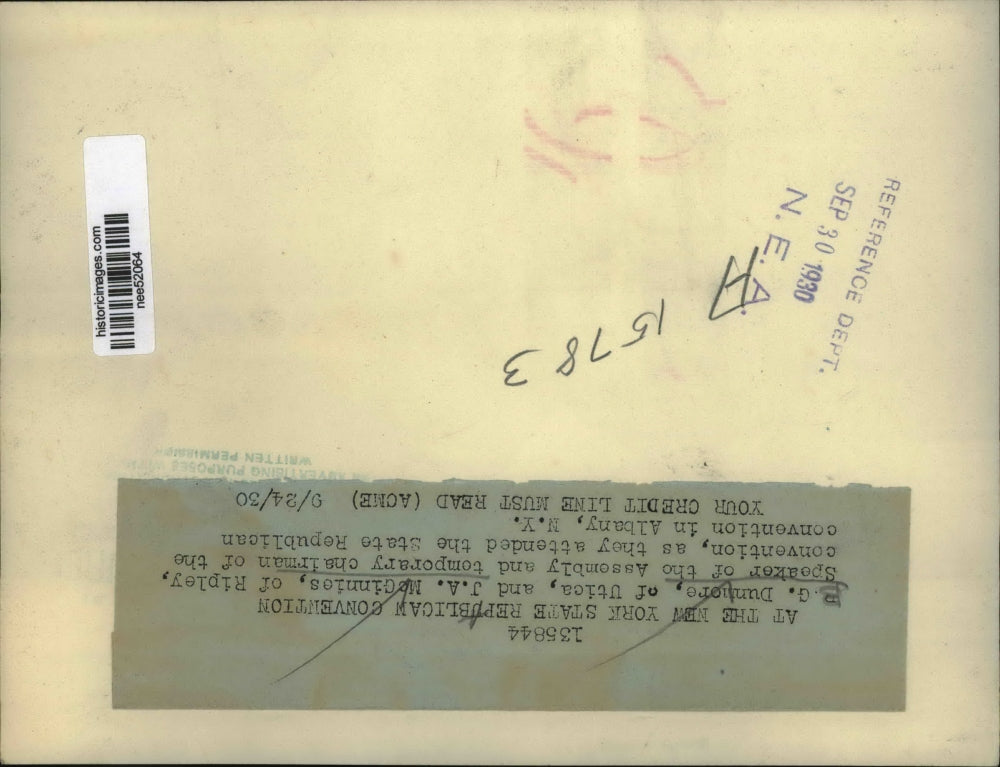 135844
AT THE NEW YORK STATE REPUBLICAN CONVENTION
G. Dunmore, of Utica, and J.A. McGinnies, of Ripley,
Speaker of the Assembly and temporary chairman of the
convention, as they attended the State Republican
convention in Albany, N.Y.
YOUR CREDIT LINE MUST READ (ACME) 9/24/30
ADVERTISING PURPOSES
WRITTEN PERMISSION
REFERENCE DEPT.
SEP 30 1930
N. E. A.
15783
historicimages.com
nee52064